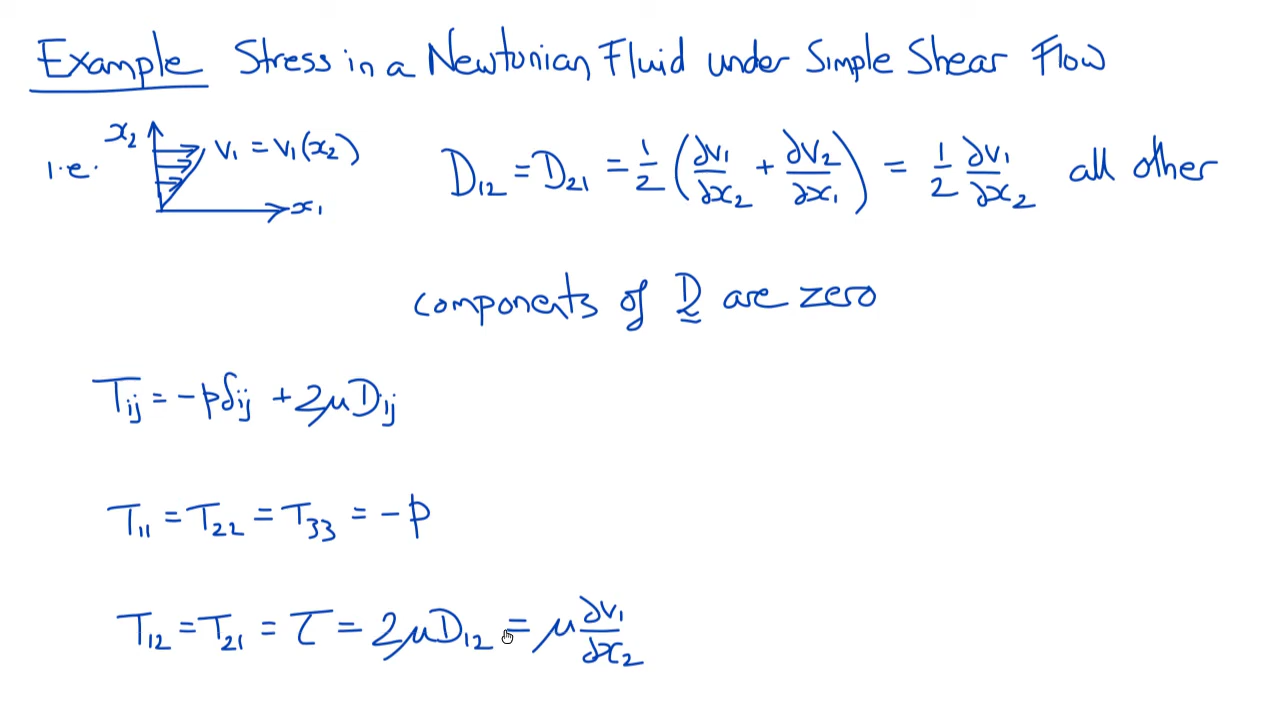 Example Stress in a Newtonian Fluid under Simple Shear Flow
i.e. x₂ v₁ = v₁(x₂) x₁ D₁₂ = D₂₁ = 1/2 (∂v₁/∂x₂ + ∂v₂/∂x₁) = 1/2 ∂v₁/∂x₂ all other
components of D are zero
Tᵢⱼ = -pδᵢⱼ + 2μDᵢⱼ
T₁₁ = T₂₂ = T₃₃ = -p
T₁₂ = T₂₁ = τ = 2μD₁₂ = μ ∂v₁/∂x₂